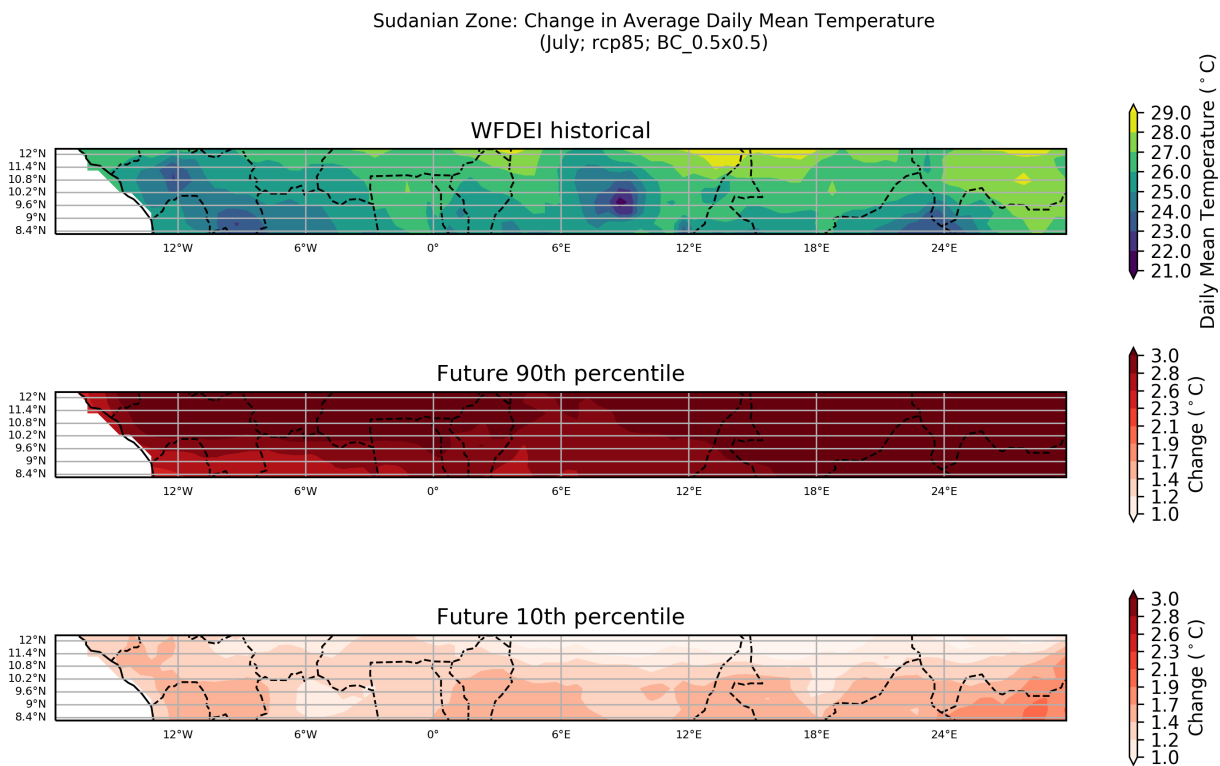 Sudanian Zone: Change in Average Daily Mean Temperature
(July; rcp85; BC_0.5x0.5)
WFDEI historical
12°N
11.4°N
10.8°N
10.2°N
9.6°N
9°N
8.4°N
12°W 6°W 0° 6°E 12°E 18°E 24°E
29.0
28.0
27.0
26.0
25.0
24.0
23.0
22.0
21.0
Daily Mean Temperature (°C)
Future 90th percentile
12°N
11.4°N
10.8°N
10.2°N
9.6°N
9°N
8.4°N
12°W 6°W 0° 6°E 12°E 18°E 24°E
3.0
2.8
2.6
2.3
2.1
1.9
1.7
1.4
1.2
1.0
Change (°C)
Future 10th percentile
12°N
11.4°N
10.8°N
10.2°N
9.6°N
9°N
8.4°N
12°W 6°W 0° 6°E 12°E 18°E 24°E
3.0
2.8
2.6
2.3
2.1
1.9
1.7
1.4
1.2
1.0
Change (°C)